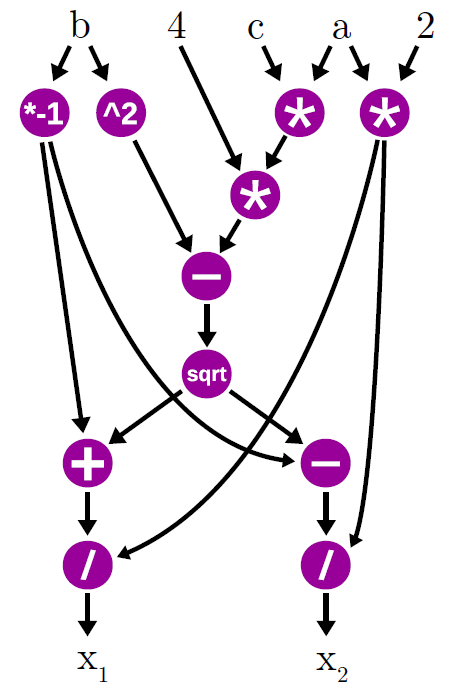 b 4 c a 2
*-1 ^2 * *
*
−
sqrt
+ −
/ /
x₁ x₂